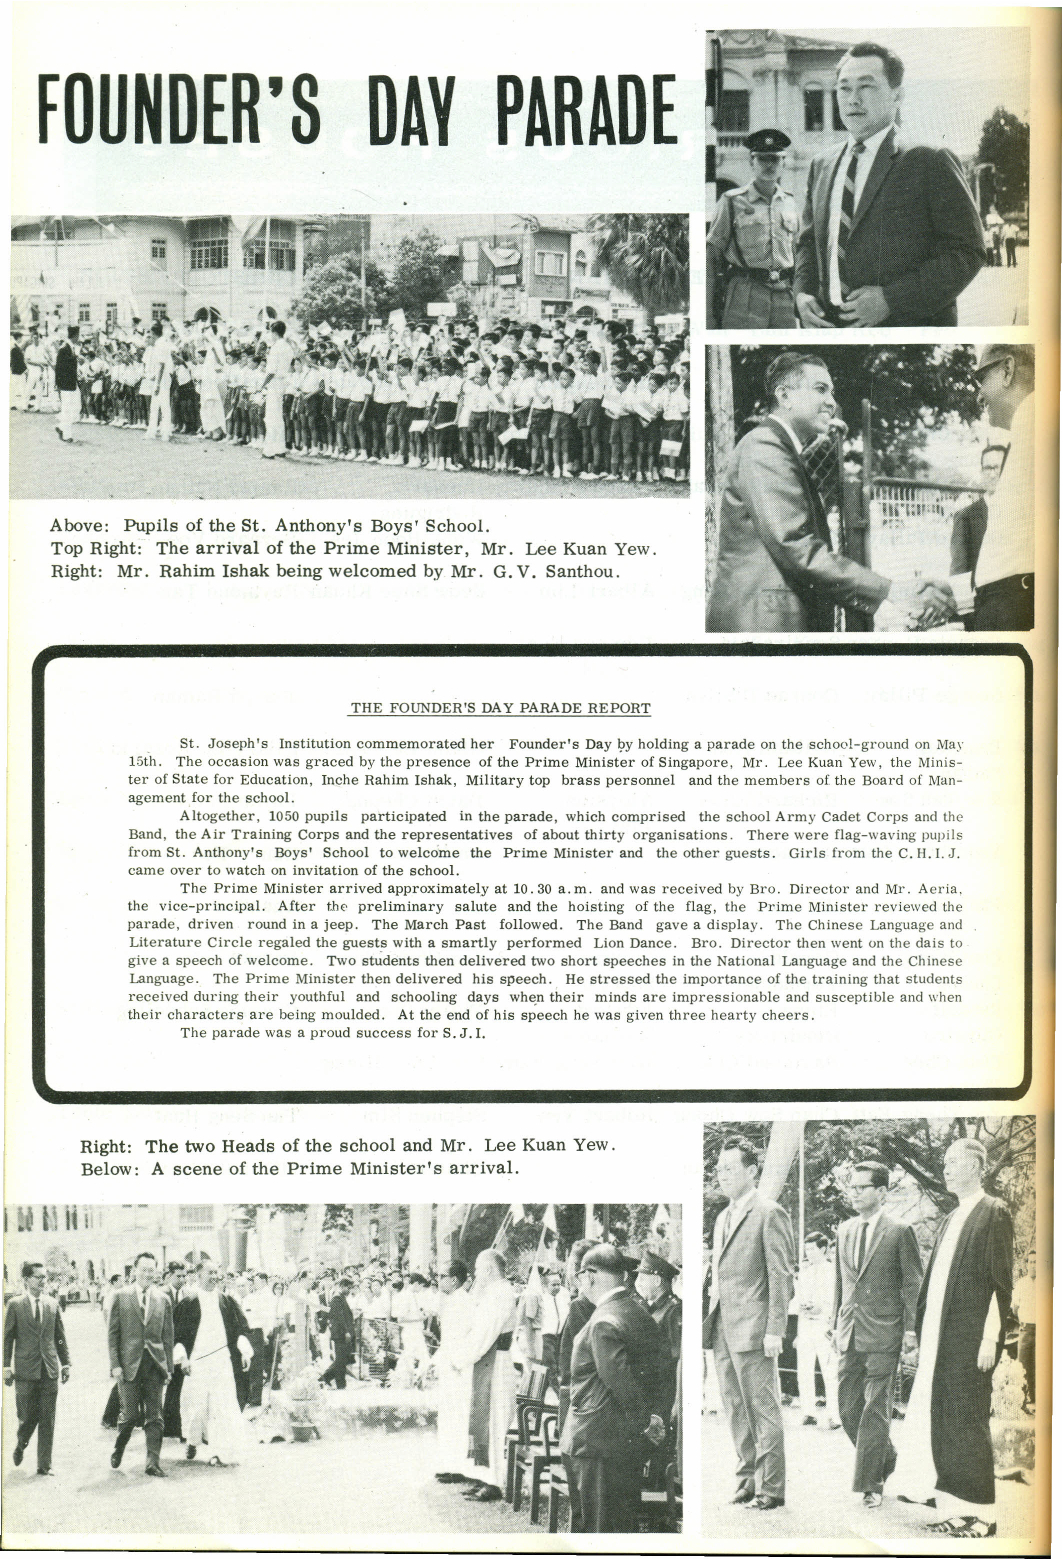 FOUNDER'S DAY PARADE
Above: Pupils of the St. Anthony's Boys' School.
Top Right: The arrival of the Prime Minister, Mr. Lee Kuan Yew.
Right: Mr. Rahim Ishak being welcomed by Mr. G.V. Santhou.
THE FOUNDER'S DAY PARADE REPORT
St. Joseph's Institution commemorated her Founder's Day by holding a parade on the school-ground on May
15th. The occasion was graced by the presence of the Prime Minister of Singapore, Mr. Lee Kuan Yew, the Minis-
ter of State for Education, Inche Rahim Ishak, Military top brass personnel and the members of the Board of Man-
agement for the school.
Altogether, 1050 pupils participated in the parade, which comprised the school Army Cadet Corps and the
Band, the Air Training Corps and the representatives of about thirty organisations. There were flag-waving pupils
from St. Anthony's Boys' School to welcome the Prime Minister and the other guests. Girls from the C.H.I.J.
came over to watch on invitation of the school.
The Prime Minister arrived approximately at 10.30 a.m. and was received by Bro. Director and Mr. Aeria,
the vice-principal. After the preliminary salute and the hoisting of the flag, the Prime Minister reviewed the
parade, driven round in a jeep. The March Past followed. The Band gave a display. The Chinese Language and
Literature Circle regaled the guests with a smartly performed Lion Dance. Bro. Director then went on the dais to
give a speech of welcome. Two students then delivered two short speeches in the National Language and the Chinese
Language. The Prime Minister then delivered his speech. He stressed the importance of the training that students
received during their youthful and schooling days when their minds are impressionable and susceptible and when
their characters are being moulded. At the end of his speech he was given three hearty cheers.
The parade was a proud success for S.J.I.
Right: The two Heads of the school and Mr. Lee Kuan Yew.
Below: A scene of the Prime Minister's arrival.